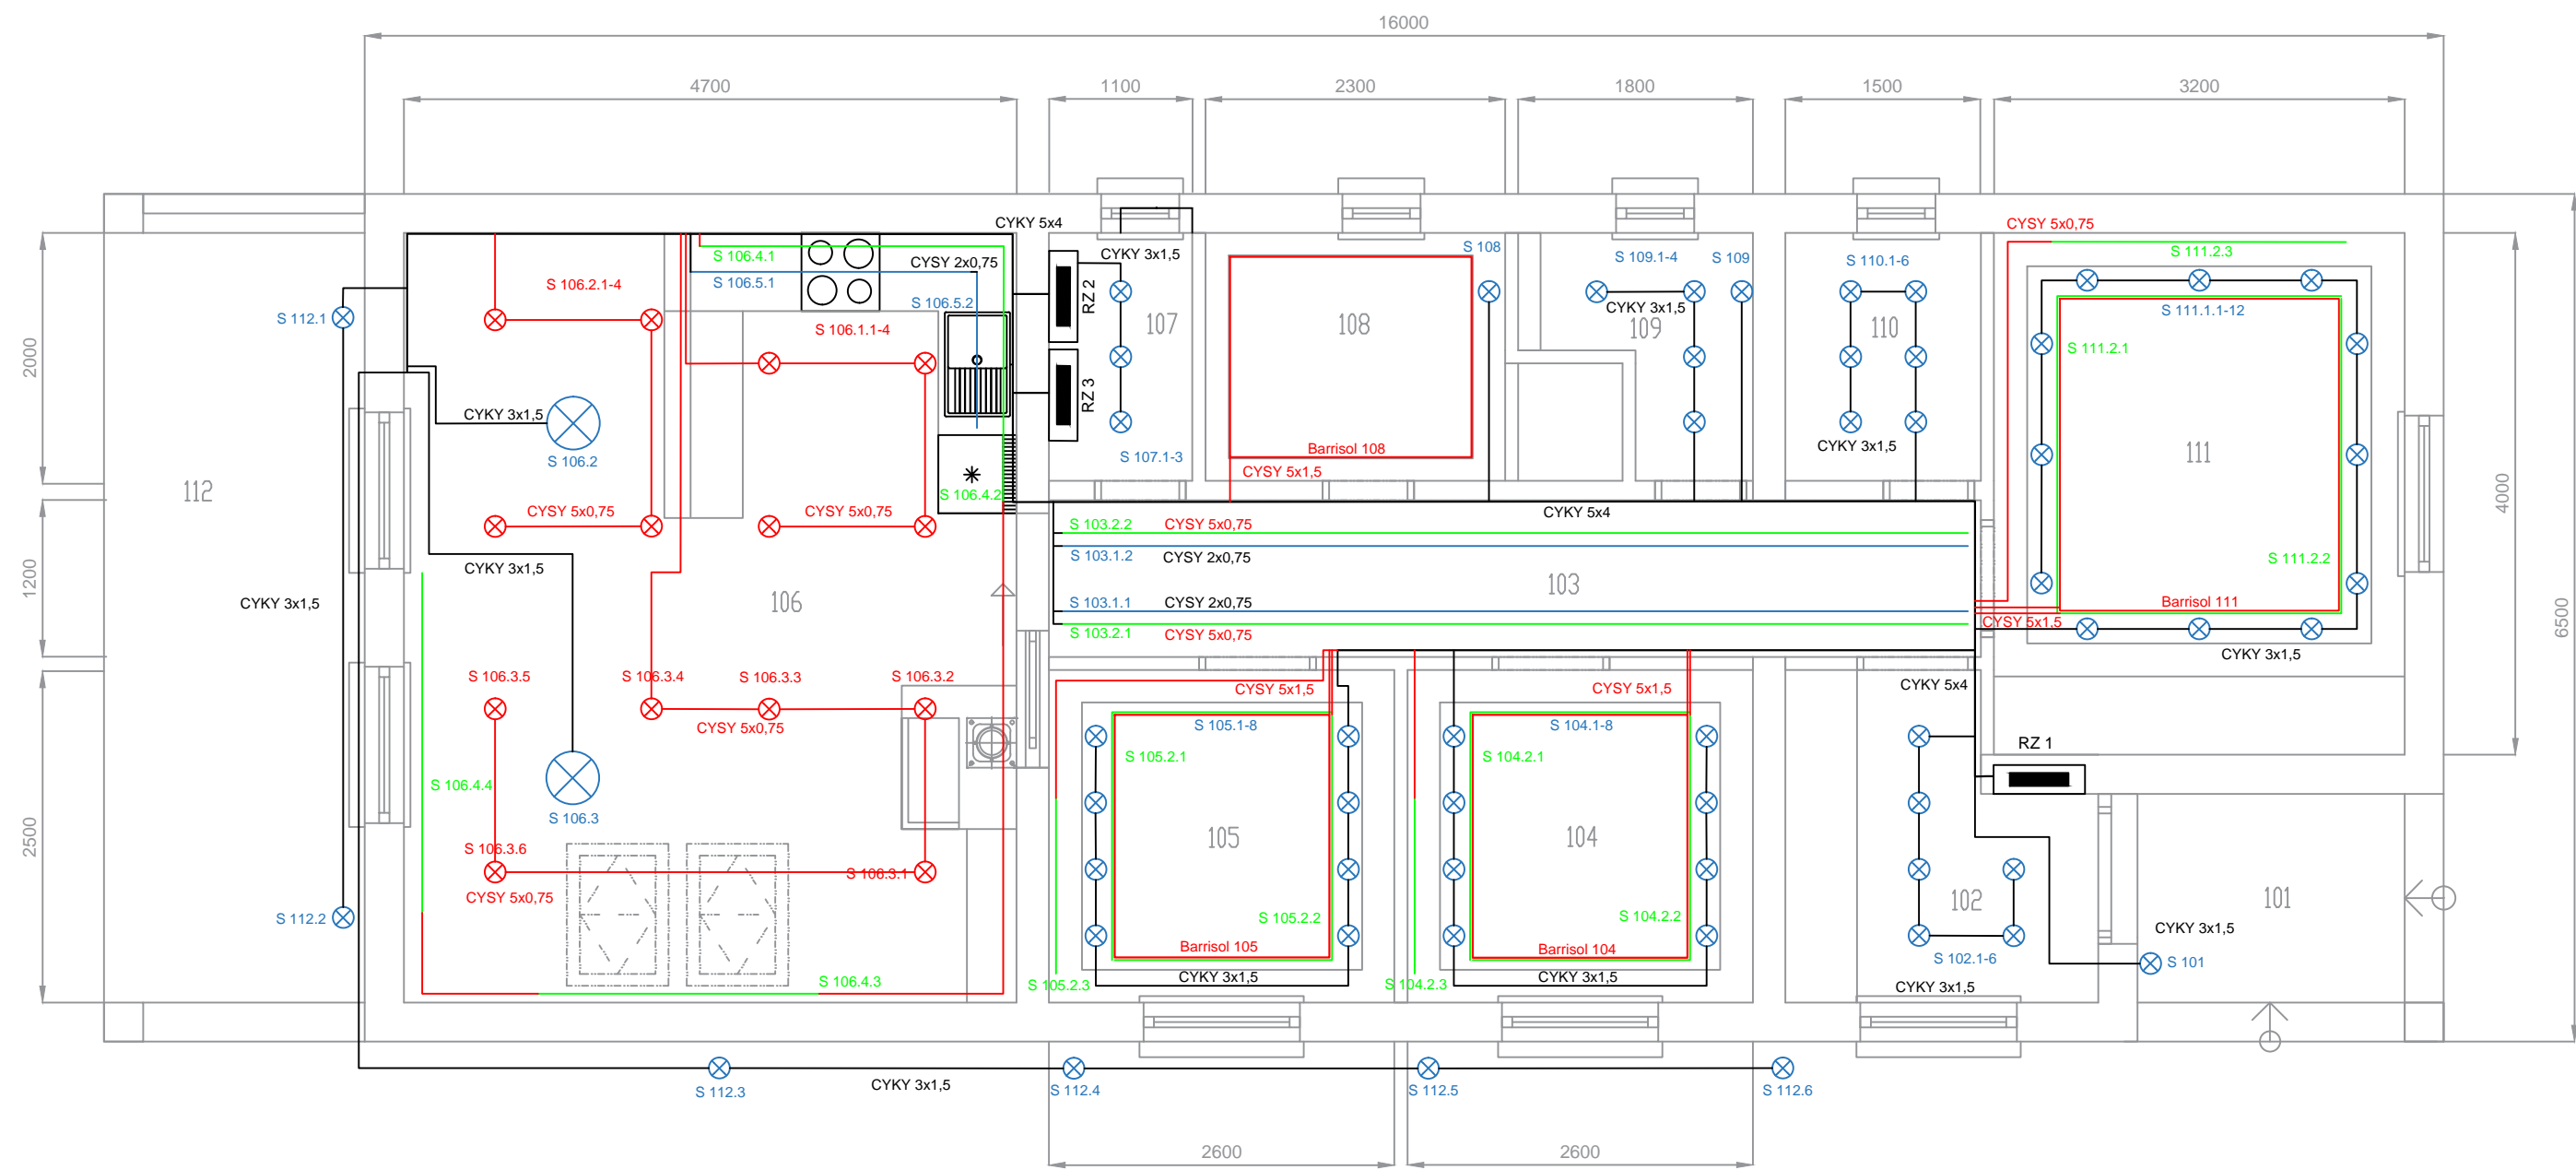 16000
4700
1100
2300
1800
1500
3200
CYKY 5x4
CYSY 5x0,75
S 106.4.1
CYSY 2x0,75
CYKY 3x1,5
S 108
S 109.1-4
S 109
S 110.1-6
S 111.2.3
S 106.2.1-4
S 106.5.1
S 106.5.2
RZ 2
CYKY 3x1,5
S 111.1.1-12
S 112.1
S 106.1.1-4
107
108
109
110
S 111.2.1
2000
RZ 3
CYKY 3x1,5
S 106.2
S 107.1-3
Barrisol 108
CYSY 5x1,5
CYKY 3x1,5
111
112
S 106.4.2
4000
CYSY 5x0,75
CYSY 5x0,75
S 103.2.2
CYSY 5x0,75
CYKY 5x4
S 103.1.2
CYSY 2x0,75
S 111.2.2
1200
CYKY 3x1,5
103
CYKY 3x1,5
106
S 103.1.1
CYSY 2x0,75
Barrisol 111
6500
S 103.2.1
CYSY 5x0,75
CYSY 5x1,5
CYKY 3x1,5
S 106.3.5
S 106.3.4
S 106.3.3
S 106.3.2
CYSY 5x1,5
CYSY 5x1,5
CYKY 5x4
CYSY 5x0,75
S 105.1-8
S 104.1-8
RZ 1
S 106.4.4
S 105.2.1
S 104.2.1
2500
S 106.3
105
104
S 106.3.6
S 106.3.1
CYSY 5x0,75
102
101
S 112.2
S 105.2.2
S 104.2.2
CYKY 3x1,5
Barrisol 105
Barrisol 104
S 102.1-6
S 101
S 106.4.3
S 105.2.3
CYKY 3x1,5
S 104.2.3
CYKY 3x1,5
CYKY 3x1,5
S 112.3
CYKY 3x1,5
S 112.4
S 112.5
S 112.6
2600
2600